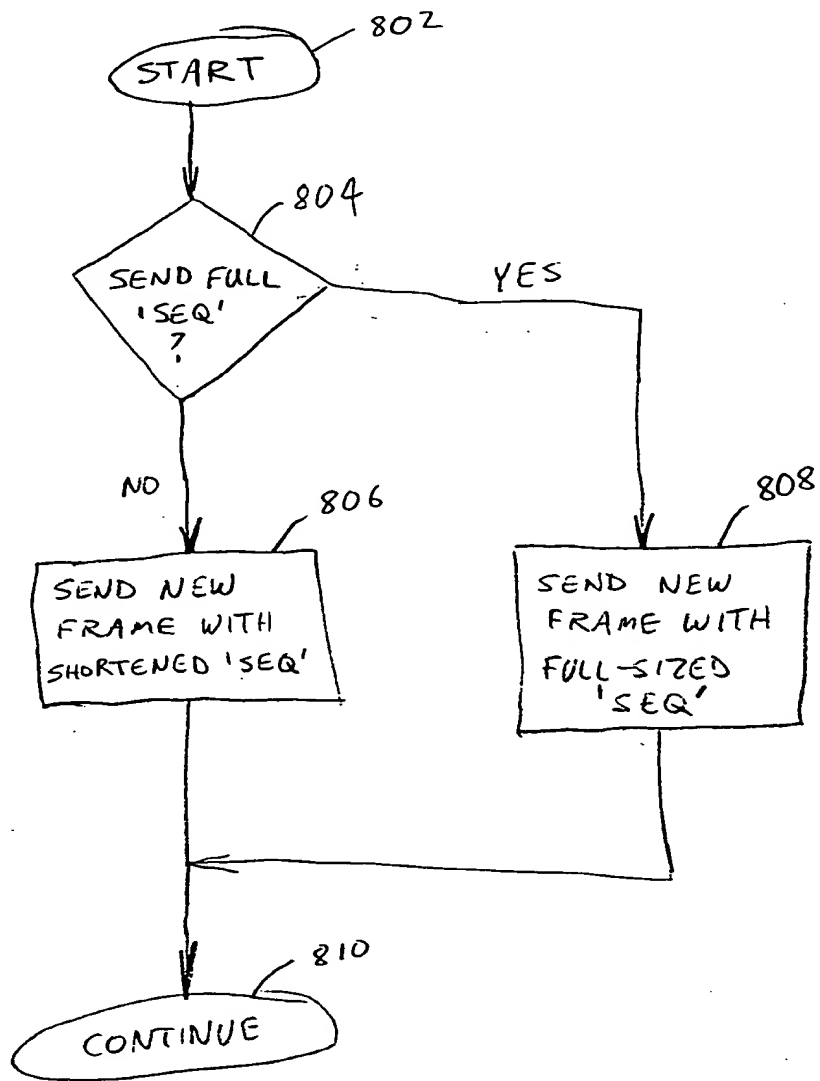 802
START
804
SEND FULL
'SEQ'
?
YES
NO
806
SEND NEW
FRAME WITH
SHORTENED 'SEQ'
808
SEND NEW
FRAME WITH
FULL-SIZED
'SEQ'
810
CONTINUE